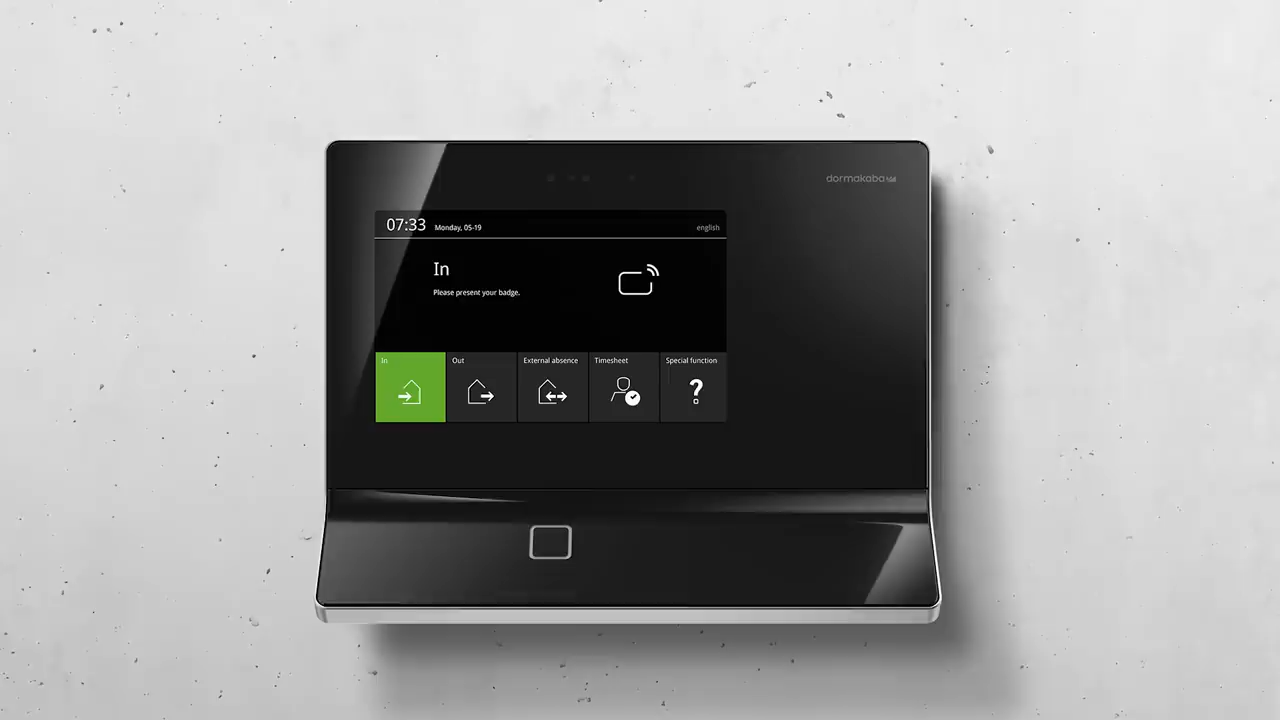 dormakaba
07:33 Monday, 05-19 english
In
Please present your badge.
In Out External absence Timesheet Special function